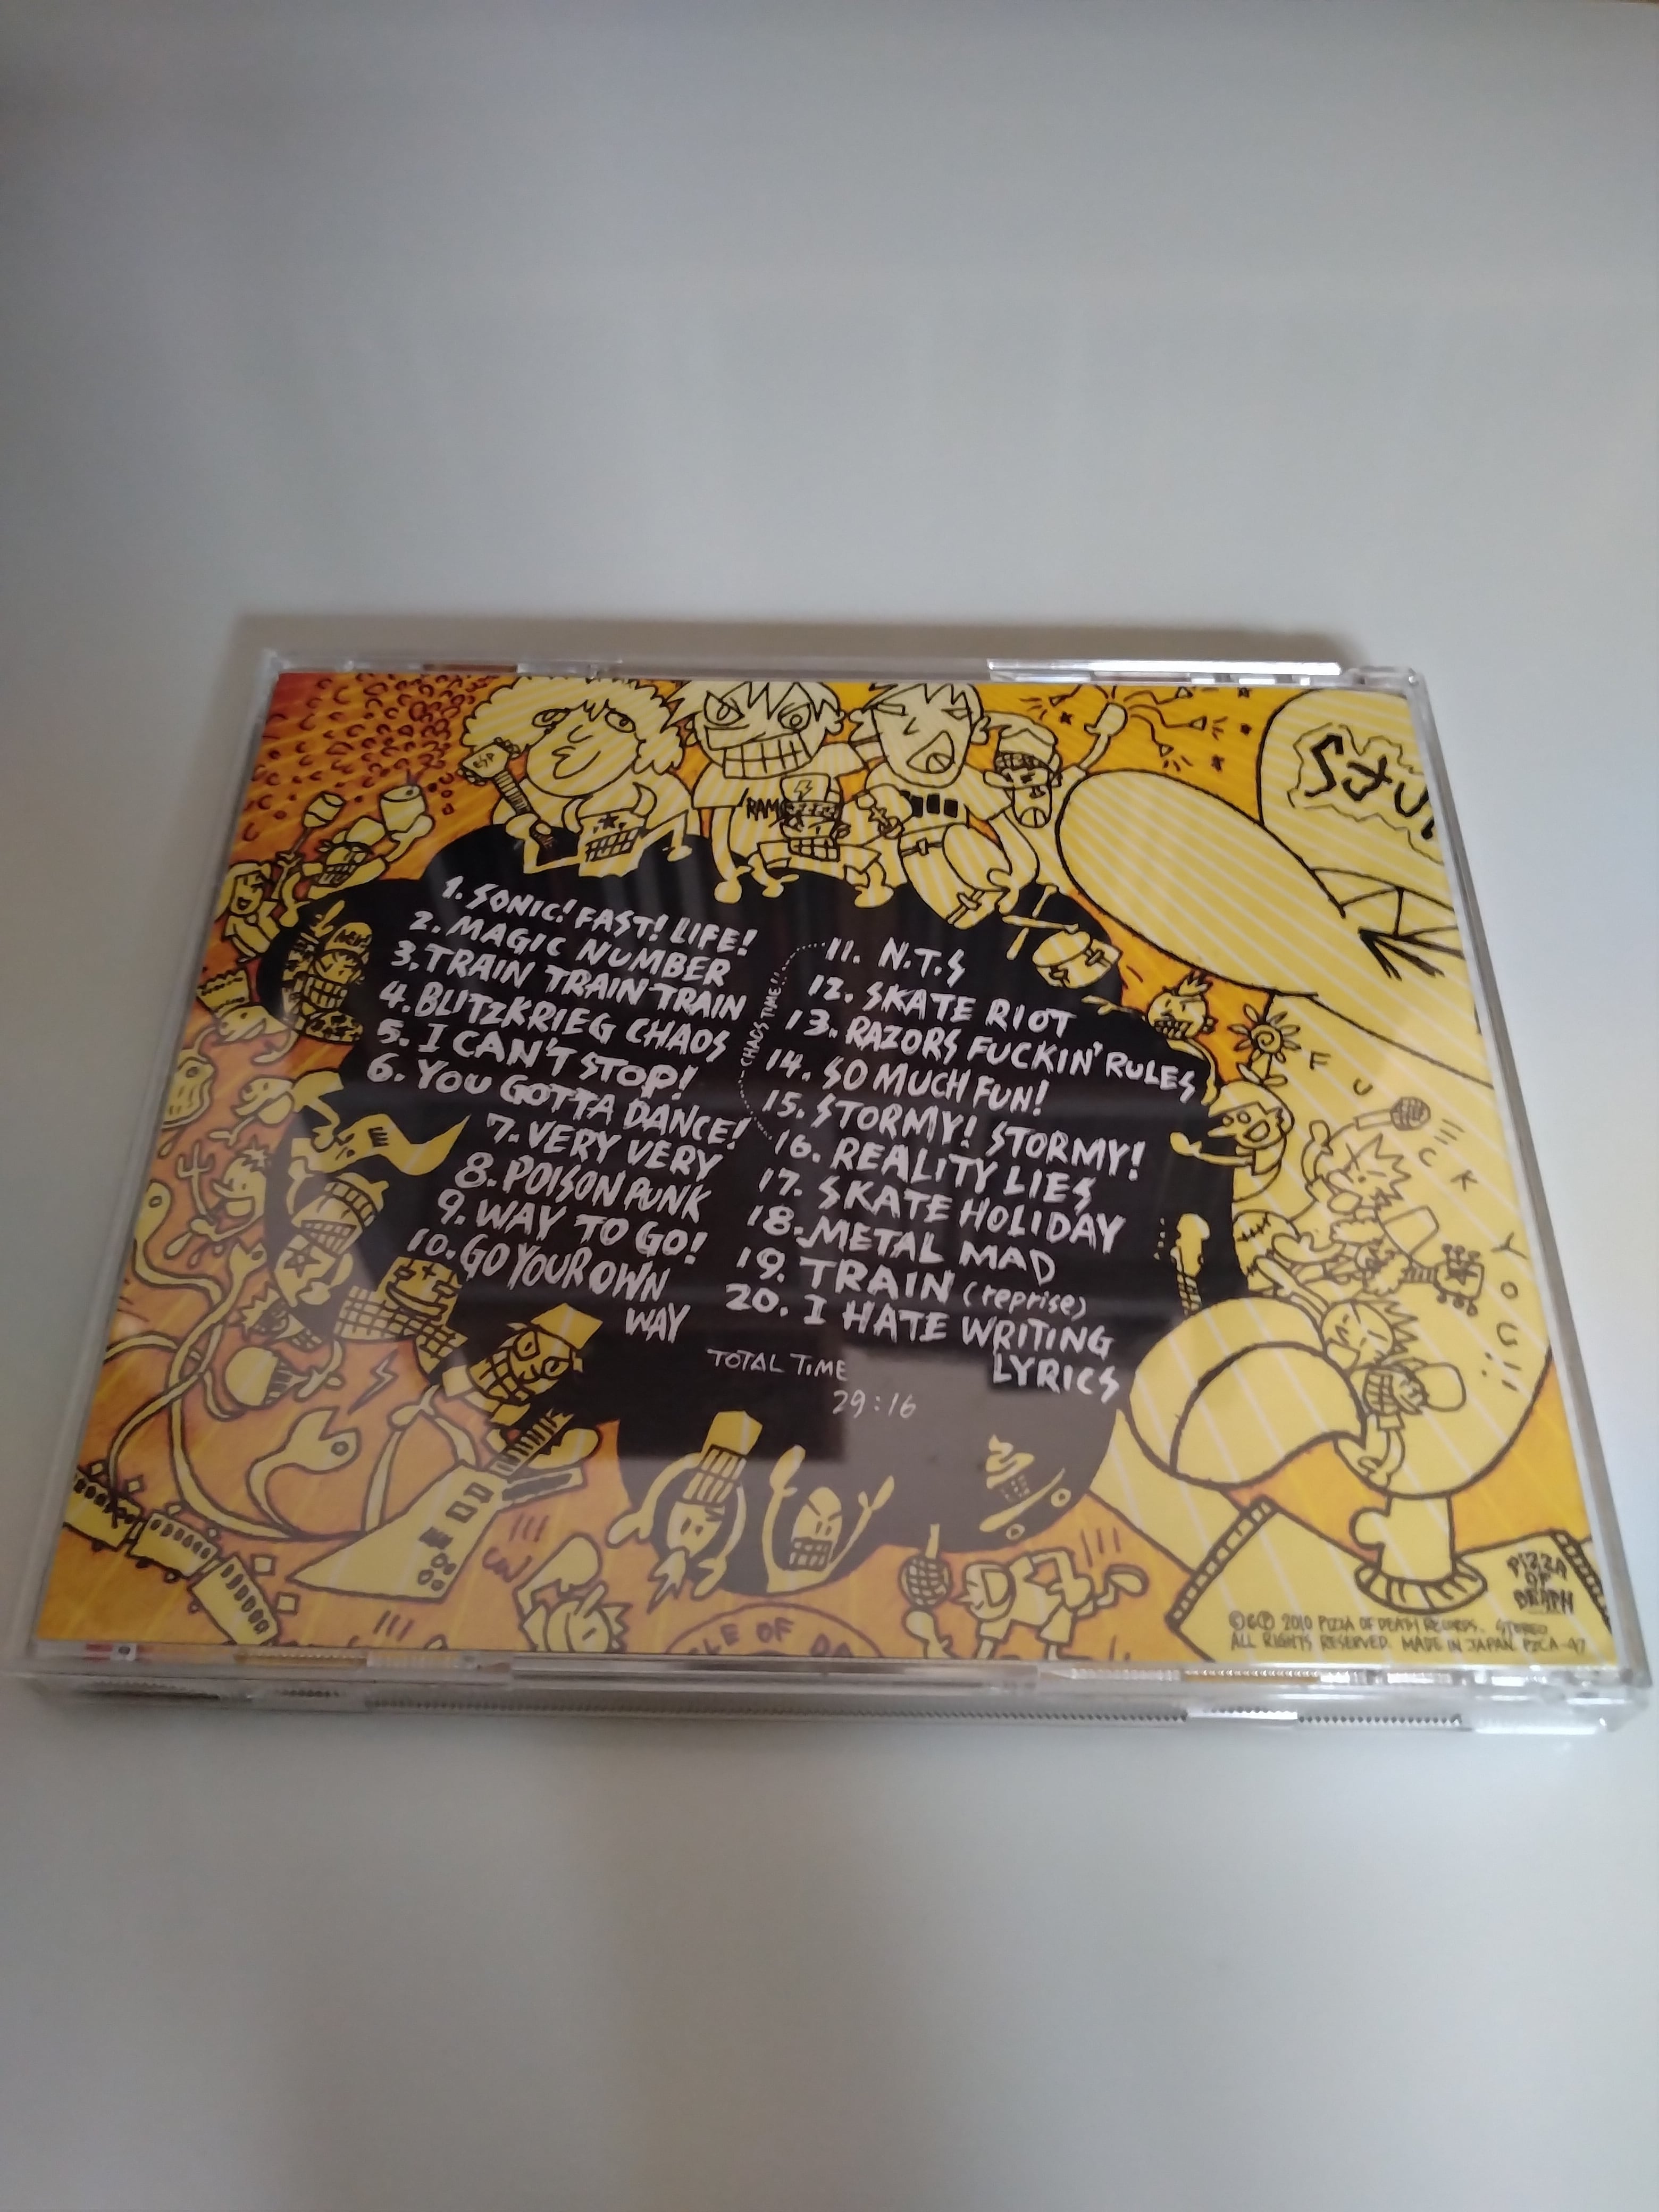 ESP
RAM
1. SONIC! FAST! LIFE!
2. MAGIC NUMBER
3. TRAIN TRAIN TRAIN
4. BLITZKRIEG CHAOS
5. I CAN'T STOP!
6. YOU GOTTA DANCE!
7. VERY VERY
8. POISON PUNK
9. WAY TO GO!
10. GO YOUR OWN
WAY
CHAOS TIME!!
11. N.T.S
12. SKATE RIOT
13. RAZORS FUCKIN' RULES
14. SO MUCH FUN!
15. STORMY! STORMY!
16. REALITY LIES
17. SKATE HOLIDAY
18. METAL MAD
19. TRAIN (reprise)
20. I HATE WRITING
LYRICS
TOTAL TIME
29:16
FUCK YOU!!
PIZZA
OF
DEATH
©&℗ 2010 PIZZA OF DEATH RECORDS. STEREO
ALL RIGHTS RESERVED. MADE IN JAPAN PZCA-47